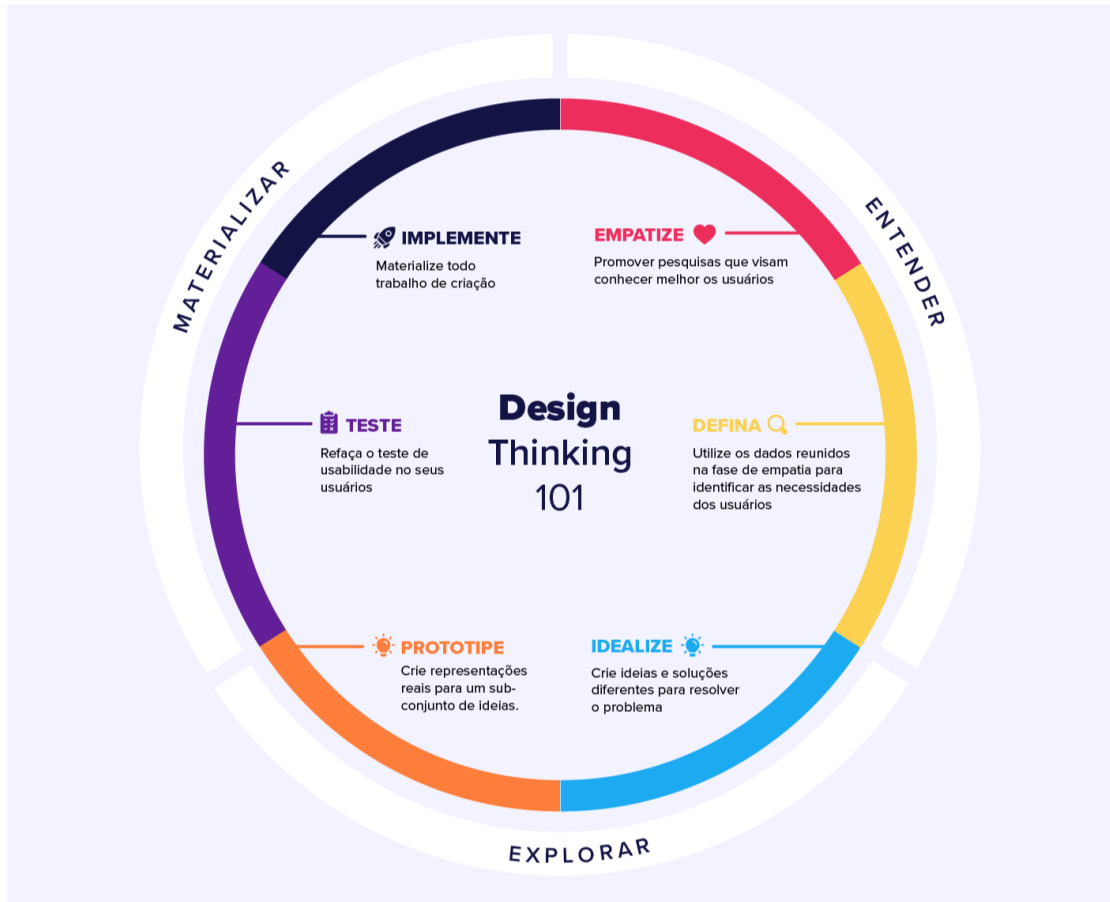 MATERIALIZAR
ENTENDER
EXPLORAR
Design
Thinking
101
EMPATIZE
Promover pesquisas que visam
conhecer melhor os usuários
DEFINA
Utilize os dados reunidos
na fase de empatia para
identificar as necessidades
dos usuários
IDEALIZE
Crie ideias e soluções
diferentes para resolver
o problema
PROTOTIPE
Crie representações
reais para um sub-
conjunto de ideias.
TESTE
Refaça o teste de
usabilidade no seus
usuários
IMPLEMENTE
Materialize todo
trabalho de criação